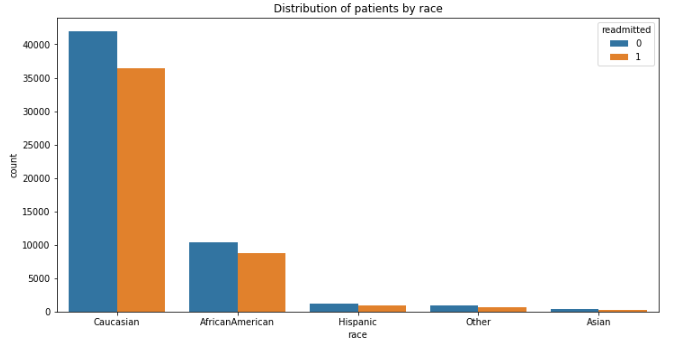 Distribution of patients by race
readmitted
0
1
40000
35000
30000
25000
20000
15000
10000
5000
0
count
Caucasian AfricanAmerican Hispanic Other Asian
race